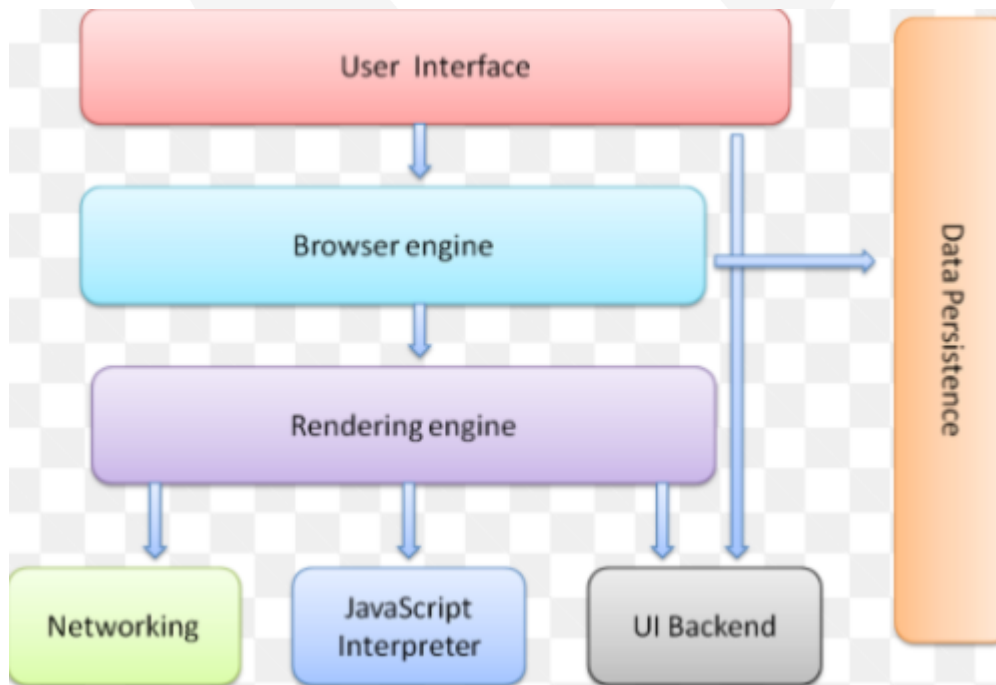 User Interface
Browser engine
Data Persistence
Rendering engine
Networking
JavaScript
Interpreter
UI Backend